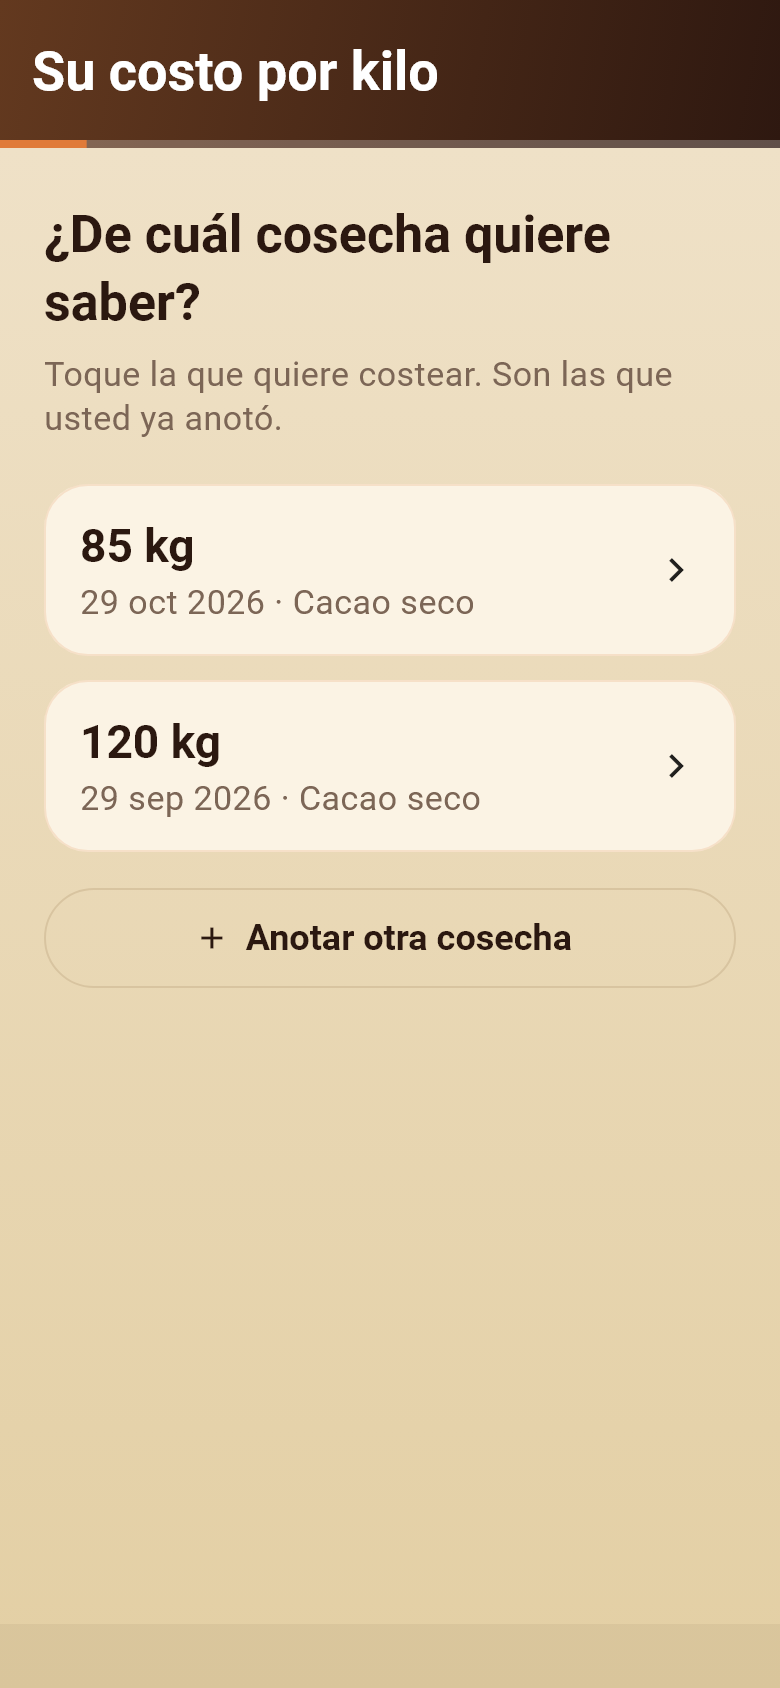 Su costo por kilo
¿De cuál cosecha quiere
saber?
Toque la que quiere costear. Son las que
usted ya anotó.
85 kg
29 oct 2026 · Cacao seco
120 kg
29 sep 2026 · Cacao seco
+ Anotar otra cosecha